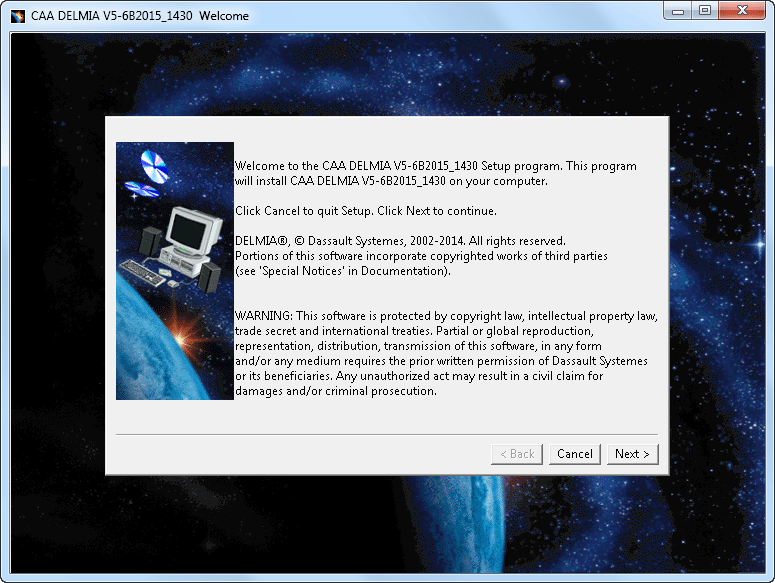 CAA DELMIA V5-6B2015_1430 Welcome
Welcome to the CAA DELMIA V5-6B2015_1430 Setup program. This program
will install CAA DELMIA V5-6B2015_1430 on your computer.
Click Cancel to quit Setup. Click Next to continue.
DELMIA®, © Dassault Systemes, 2002-2014. All rights reserved.
Portions of this software incorporate copyrighted works of third parties
(see 'Special Notices' in Documentation).
WARNING: This software is protected by copyright law, intellectual property law,
trade secret and international treaties. Partial or global reproduction,
representation, distribution, transmission of this software, in any form
and/or any medium requires the prior written permission of Dassault Systemes
or its beneficiaries. Any unauthorized act may result in a civil claim for
damages and/or criminal prosecution.
< Back Cancel Next >